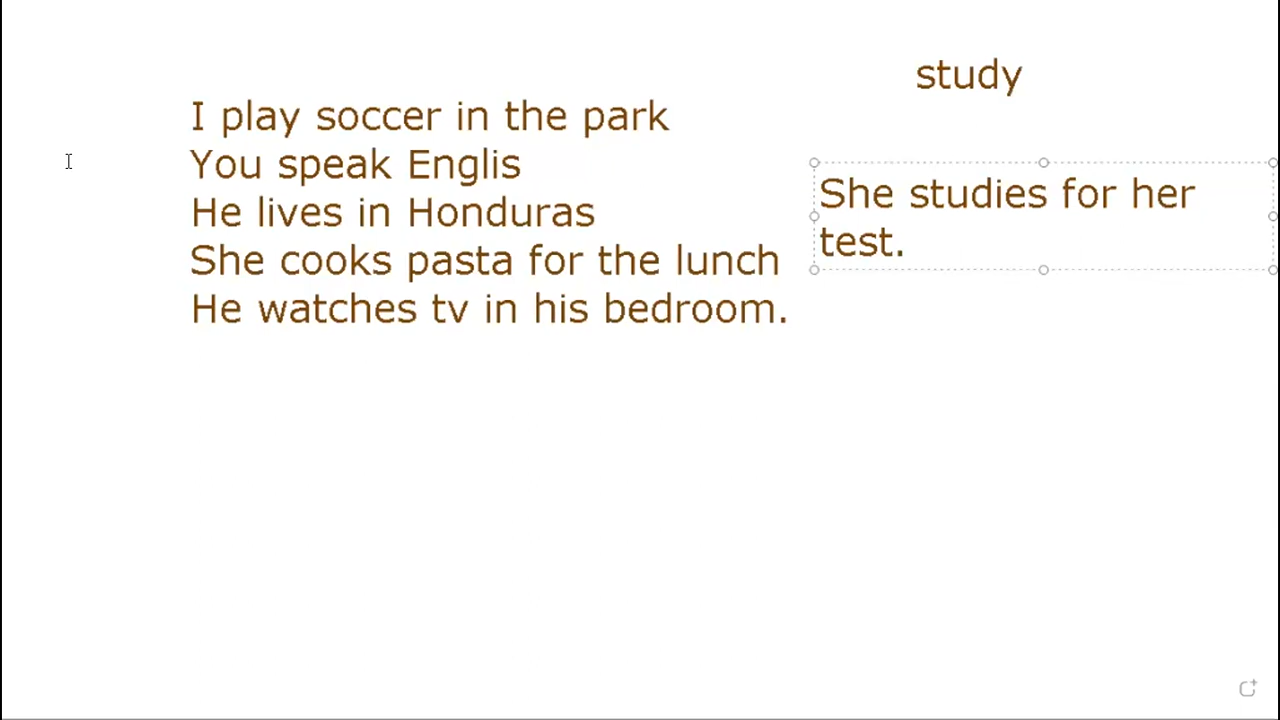 I play soccer in the park
You speak Englis
He lives in Honduras
She cooks pasta for the lunch
He watches tv in his bedroom.
study
She studies for her
test.